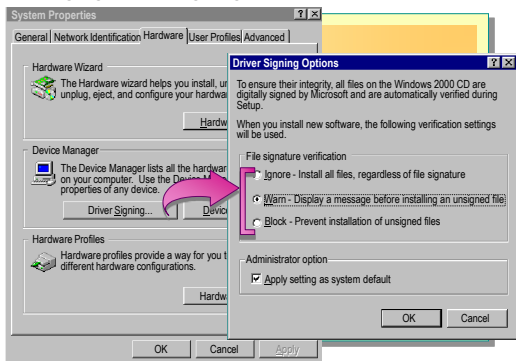 System Properties
General Network Identification Hardware User Profiles Advanced
Hardware Wizard
The Hardware wizard helps you install,
unplug, eject, and configure your
Device Manager
The Device Manager lists all the
on your computer. Use the
properties of any device.
Driver Signing...
Hardware Profiles
Hardware profiles provide a way for you
different hardware configurations.
OK Cancel Apply
Driver Signing Options
To ensure their integrity, all files on the Windows 2000 CD are
digitally signed by Microsoft and are automatically verified during
Setup.
When you install new software, the following verification settings
will be used.
File signature verification
Ignore - Install all files, regardless of file signature
Warn - Display a message before installing an unsigned file
Block - Prevent installation of unsigned files
Administrator option
Apply setting as system default
OK Cancel